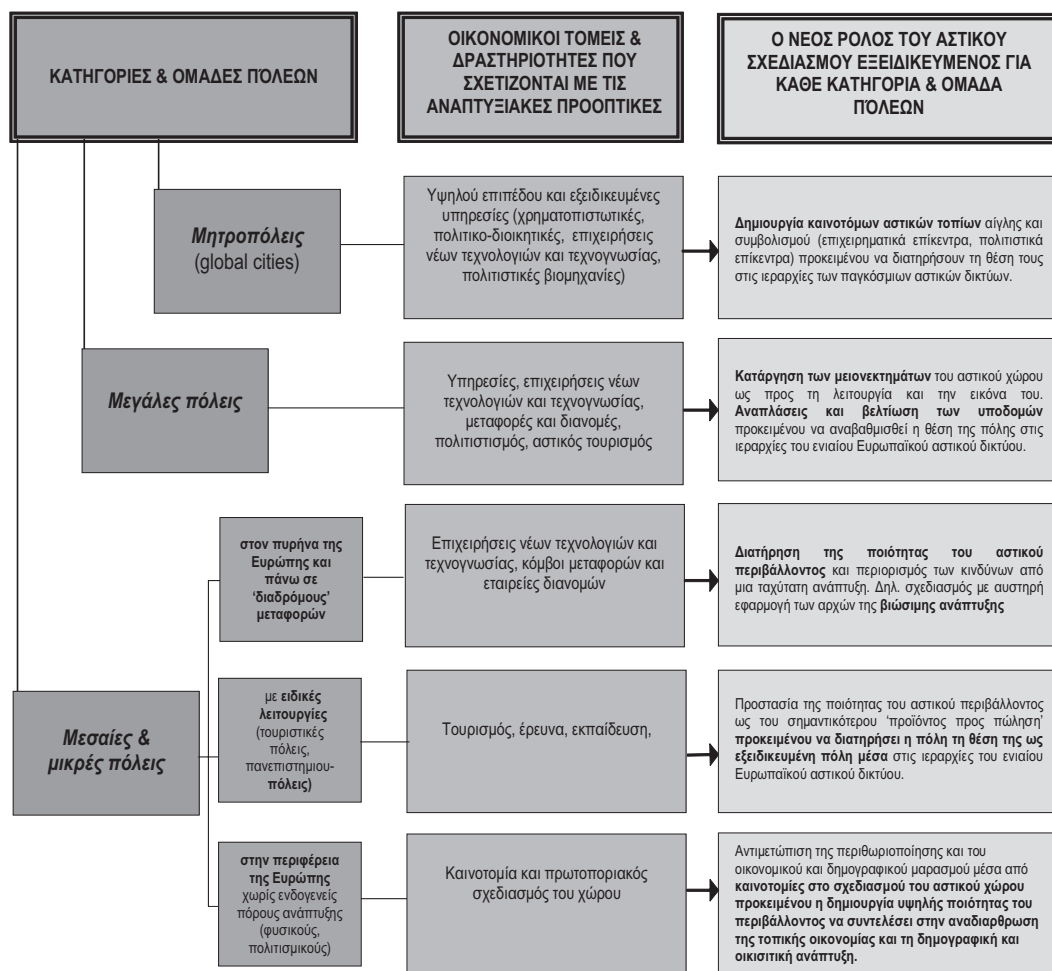 ΚΑΤΗΓΟΡΙΕΣ & ΟΜΑΔΕΣ ΠΌΛΕΩΝ
ΟΙΚΟΝΟΜΙΚΟΙ ΤΟΜΕΙΣ &
ΔΡΑΣΤΗΡΙΟΤΗΤΕΣ ΠΟΥ
ΣΧΕΤΙΖΟΝΤΑΙ ΜΕ ΤΙΣ
ΑΝΑΠΤΥΞΙΑΚΕΣ ΠΡΟΟΠΤΙΚΕΣ
Ο ΝΕΟΣ ΡΟΛΟΣ ΤΟΥ ΑΣΤΙΚΟΥ
ΣΧΕΔΙΑΣΜΟΥ ΕΞΕΙΔΙΚΕΥΜΕΝΟΣ ΓΙΑ
ΚΑΘΕ ΚΑΤΗΓΟΡΙΑ & ΟΜΑΔΑ
ΠΌΛΕΩΝ
Μητροπόλεις
(global cities)
Υψηλού επιπέδου και εξειδικευμένες
υπηρεσίες (χρηματοπιστωτικές,
πολιτικο-διοικητικές, επιχειρήσεις
νέων τεχνολογιών και τεχνογνωσίας,
πολιτιστικές βιομηχανίες)
Δημιουργία καινοτόμων αστικών τοπίων αίγλης και
συμβολισμού (επιχειρηματικά επίκεντρα, πολιτιστικά
επίκεντρα) προκειμένου να διατηρήσουν τη θέση τους
στις ιεραρχίες των παγκόσμιων αστικών δικτύων.
Μεγάλες πόλεις
Υπηρεσίες, επιχειρήσεις νέων
τεχνολογιών και τεχνογνωσίας,
μεταφορές και διανομές,
πολιτιστισμός, αστικός τουρισμός
Κατάργηση των μειονεκτημάτων του αστικού χώρου
ως προς τη λειτουργία και την εικόνα του.
Αναπλάσεις και βελτίωση των υποδομών
προκειμένου να αναβαθμισθεί η θέση της πόλης στις
ιεραρχίες του ενιαίου Ευρωπαϊκού αστικού δικτύου.
στον πυρήνα της
Ευρώπης και
πάνω σε
‘διαδρόμους’
μεταφορών
Επιχειρήσεις νέων τεχνολογιών και
τεχνογνωσίας, κόμβοι μεταφορών και
εταιρείες διανομών
Διατήρηση της ποιότητας του αστικού
περιβάλλοντος και περιορισμός των κινδύνων από
μια ταχύτατη ανάπτυξη. Δηλ. σχεδιασμός με αυστηρή
εφαρμογή των αρχών της βιώσιμης ανάπτυξης
Μεσαίες &
μικρές πόλεις
με ειδικές
λειτουργίες
(τουριστικές
πόλεις,
πανεπιστημιου-
πόλεις)
Τουρισμός, έρευνα, εκπαίδευση,
Προστασία της ποιότητας του αστικού περιβάλλοντος
ως του σημαντικότερου ‘προϊόντος προς πώληση’
προκειμένου να διατηρήσει η πόλη τη θέση της ως
εξειδικευμένη πόλη μέσα στις ιεραρχίες του ενιαίου
Ευρωπαϊκού αστικού δικτύου.
στην περιφέρεια
της Ευρώπης
χωρίς ενδογενείς
πόρους ανάπτυξης
(φυσικούς,
πολιτισμικούς)
Καινοτομία και πρωτοποριακός
σχεδιασμός του χώρου
Αντιμετώπιση της περιθωριοποίησης και του
οικονομικού και δημογραφικού μαρασμού μέσα από
καινοτομίες στο σχεδιασμό του αστικού χώρου
προκειμένου η δημιουργία υψηλής ποιότητας του
περιβάλλοντος να συντελέσει στην αναδιαρθρωση
της τοπικής οικονομίας και τη δημογραφική και
οικισιτική ανάπτυξη.